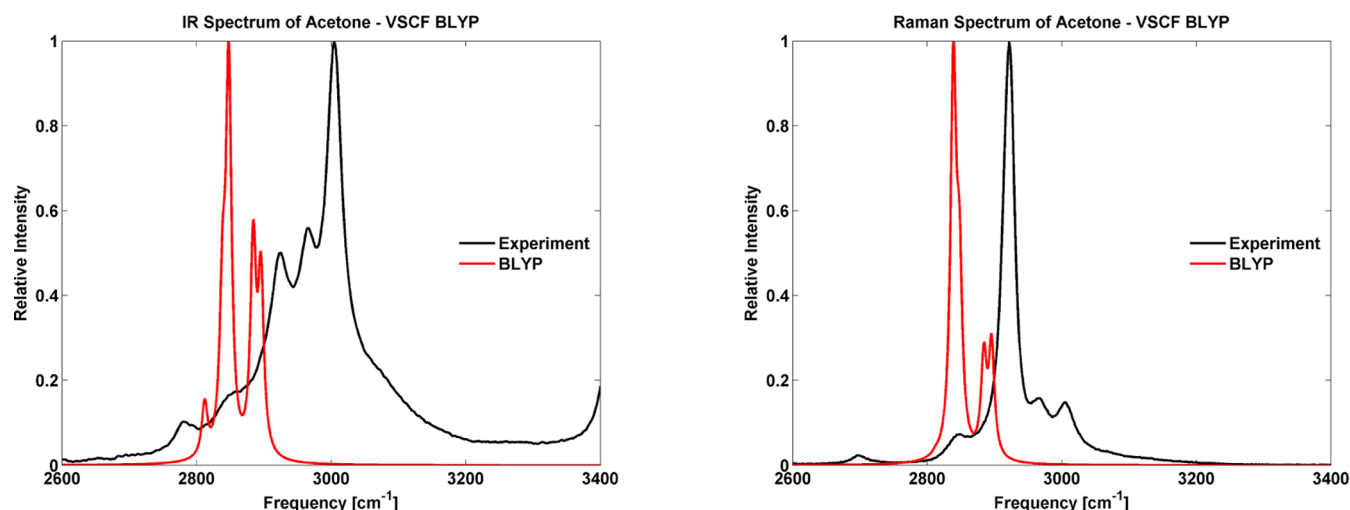 IR Spectrum of Acetone - VSCF BLYP
1
0.8
0.6
0.4
0.2
0
Relative Intensity
Experiment
BLYP
2600
2800
3000
3200
3400
Frequency [cm⁻¹]
Raman Spectrum of Acetone - VSCF BLYP
1
0.8
0.6
0.4
0.2
0
Relative Intensity
Experiment
BLYP
2600
2800
3000
3200
3400
Frequency [cm⁻¹]